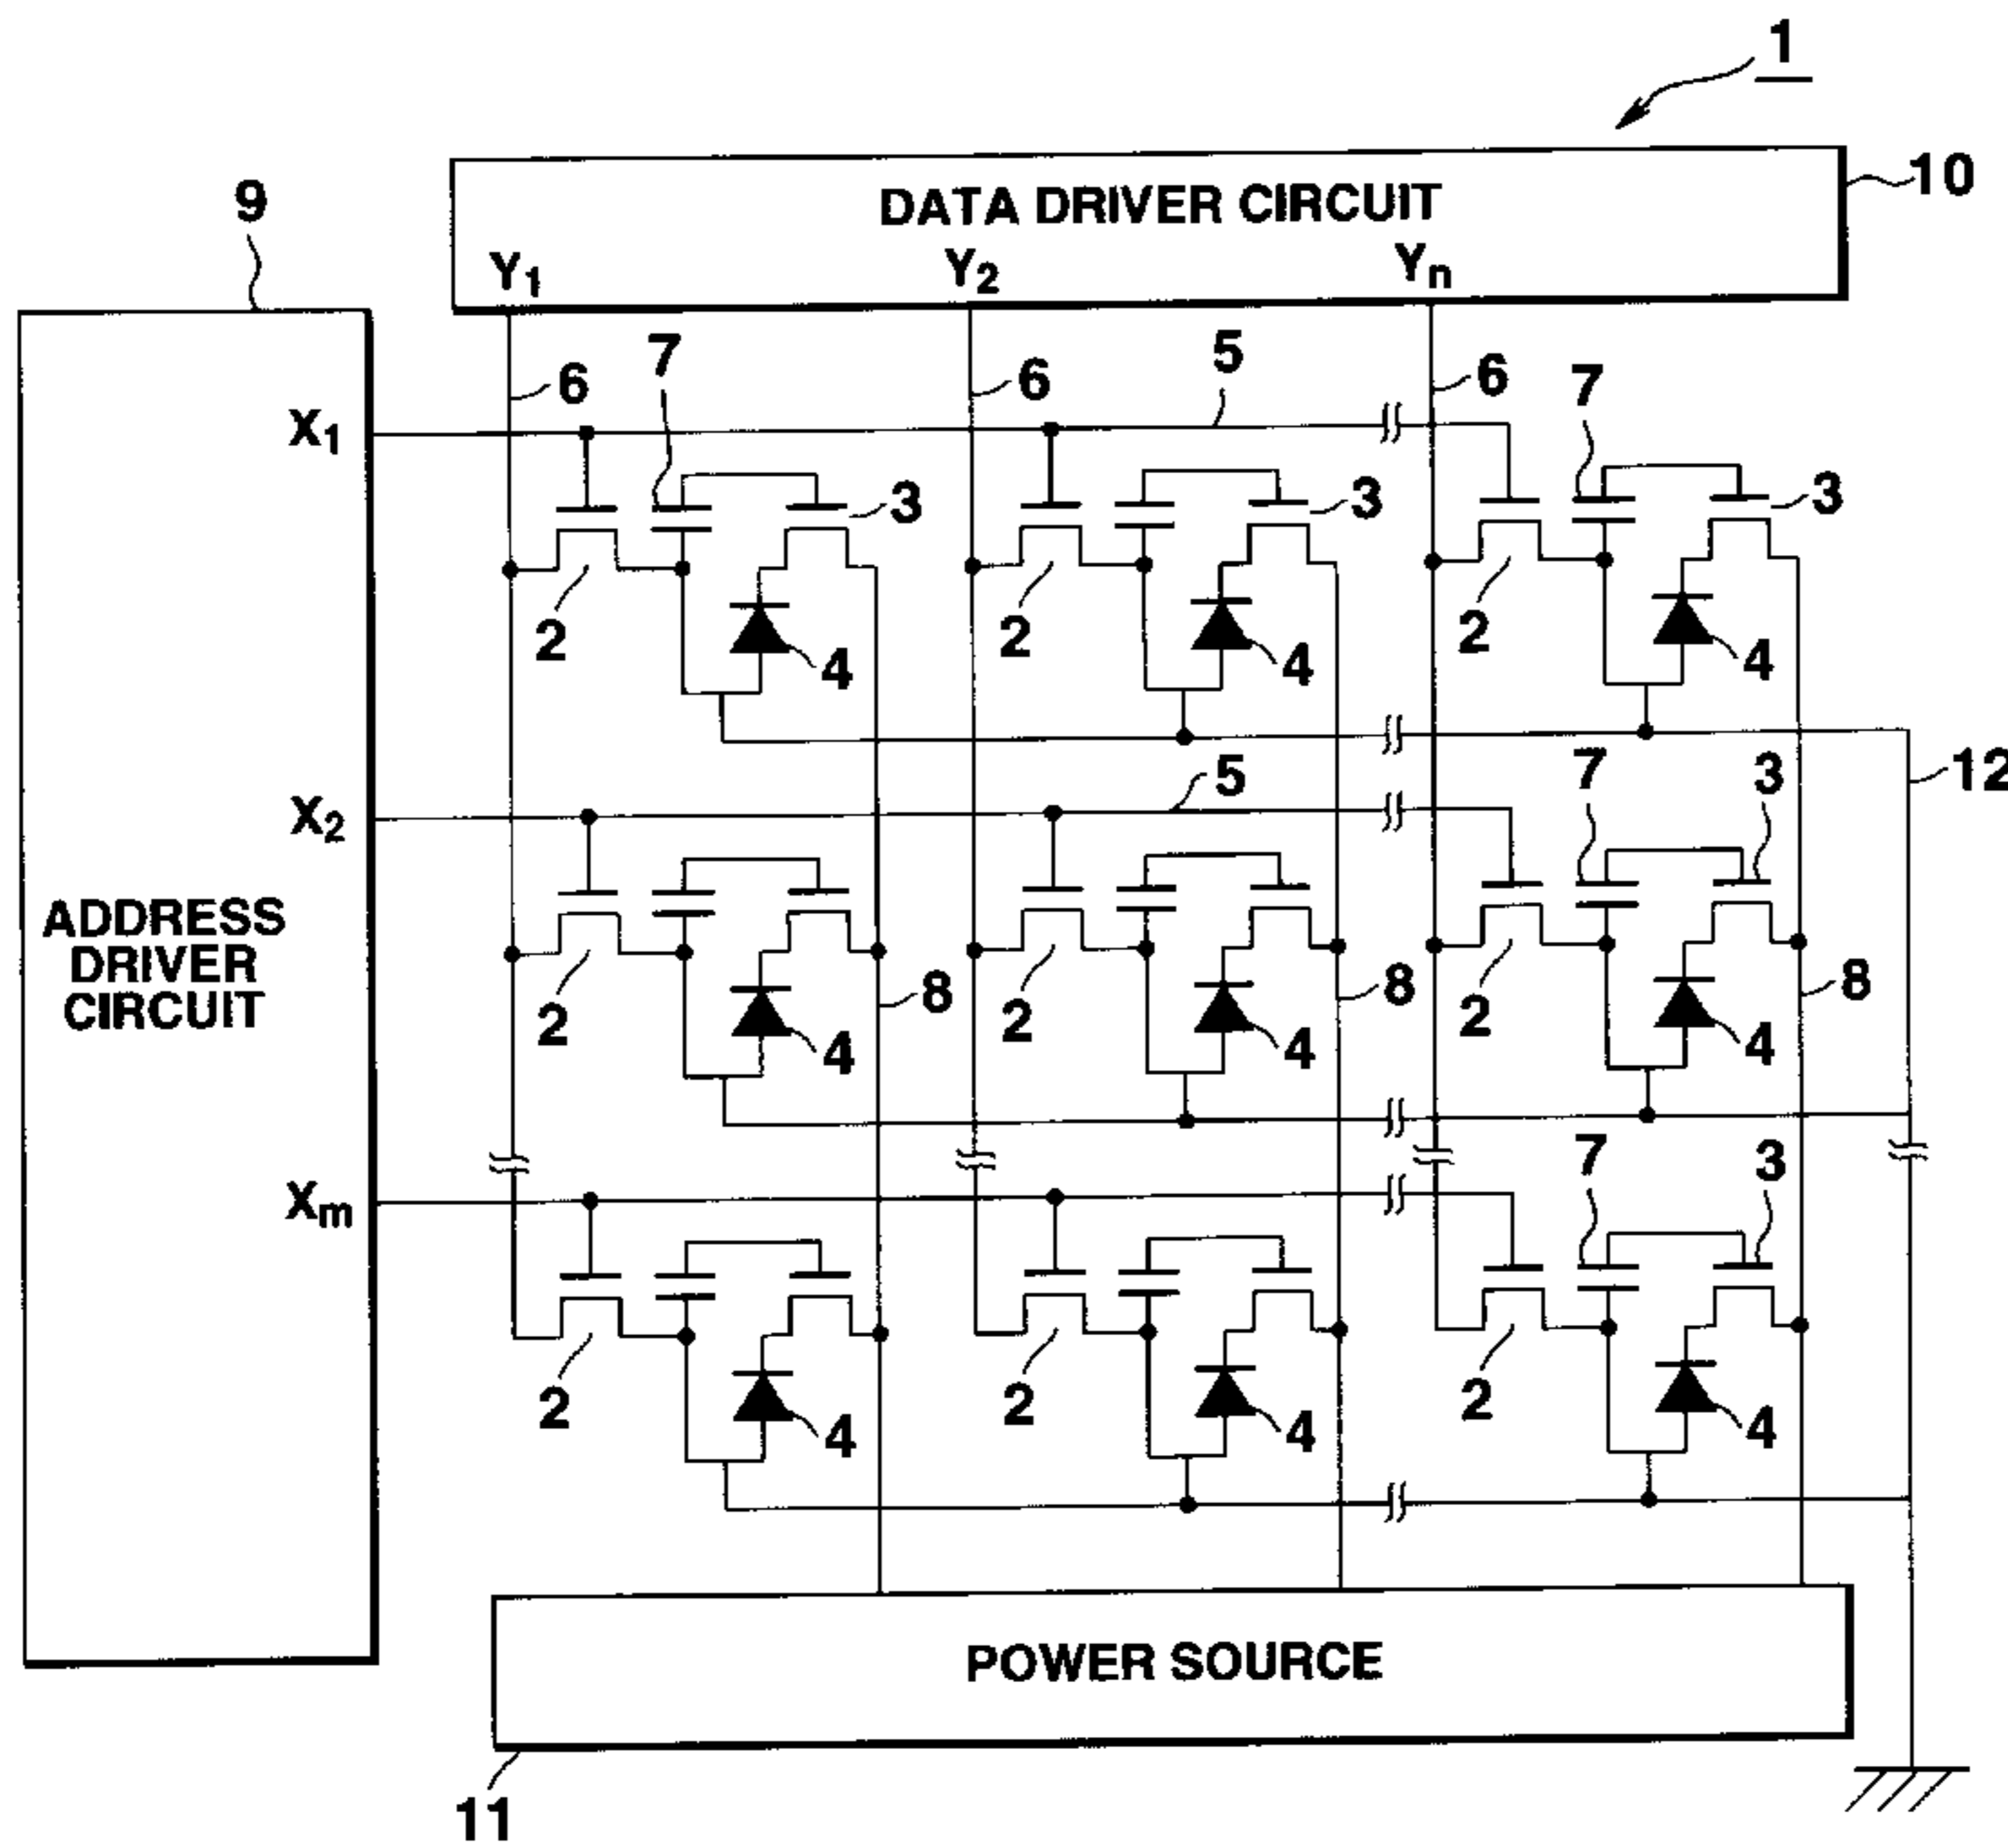 1
DATA DRIVER CIRCUIT
10
9
Y1 Y2 Yn
6 7 6 5 6 7
X1
3 3 3
2 4 2 4 2 4
5 7 3 12
X2
ADDRESS
DRIVER
CIRCUIT
2 4 8 2 4 8 2 4 8
7 3
Xm
2 4 2 4 2 4
POWER SOURCE
11